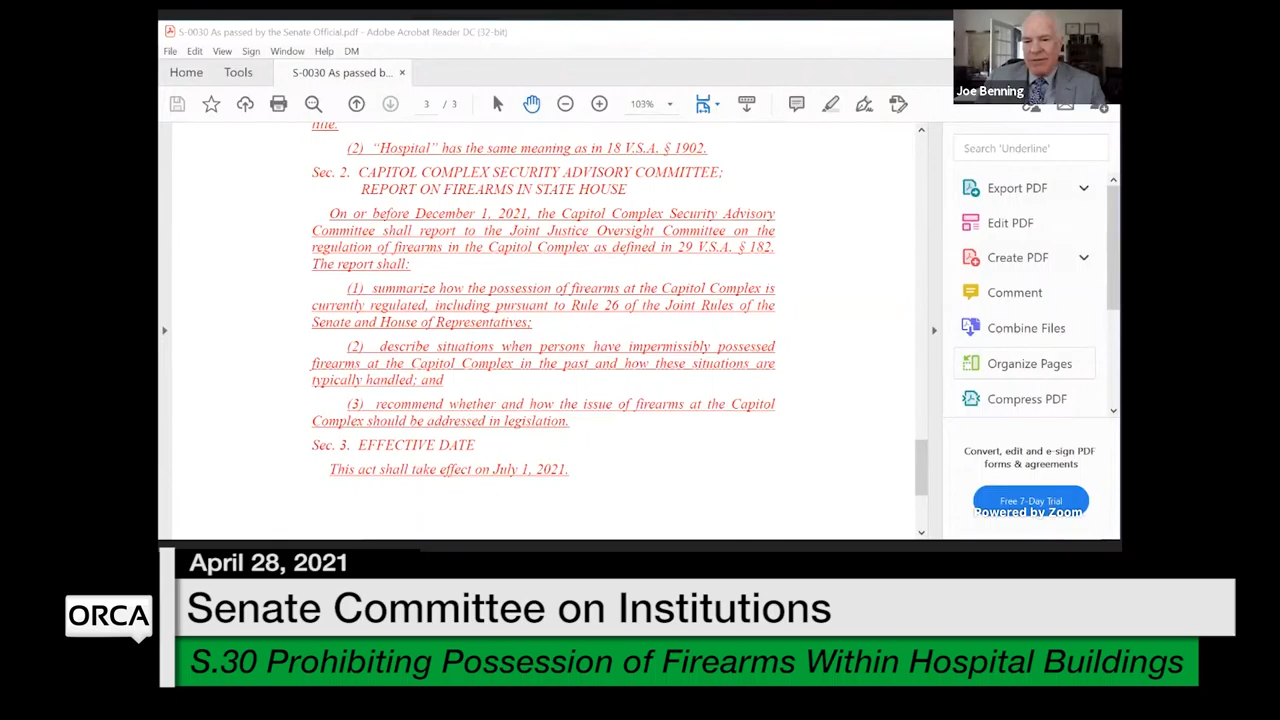 S-0030 As passed by the Senate Official.pdf - Adobe Acrobat Reader DC (32-bit)
File Edit View Sign Window Help DM
Home Tools S-0030 As passed b... ×
3 / 3 103%
Joe Benning
title.
(2) “Hospital” has the same meaning as in 18 V.S.A. § 1902.
Sec. 2. CAPITOL COMPLEX SECURITY ADVISORY COMMITTEE;
REPORT ON FIREARMS IN STATE HOUSE
On or before December 1, 2021, the Capitol Complex Security Advisory
Committee shall report to the Joint Justice Oversight Committee on the
regulation of firearms in the Capitol Complex as defined in 29 V.S.A. § 182.
The report shall:
(1) summarize how the possession of firearms at the Capitol Complex is
currently regulated, including pursuant to Rule 26 of the Joint Rules of the
Senate and House of Representatives;
(2) describe situations when persons have impermissibly possessed
firearms at the Capitol Complex in the past and how these situations are
typically handled; and
(3) recommend whether and how the issue of firearms at the Capitol
Complex should be addressed in legislation.
Sec. 3. EFFECTIVE DATE
This act shall take effect on July 1, 2021.
Search 'Underline'
Export PDF
Edit PDF
Create PDF
Comment
Combine Files
Organize Pages
Compress PDF
Convert, edit and e-sign PDF
forms & agreements
Free 7-Day Trial
Powered by Zoom
April 28, 2021
ORCA
Senate Committee on Institutions
S.30 Prohibiting Possession of Firearms Within Hospital Buildings